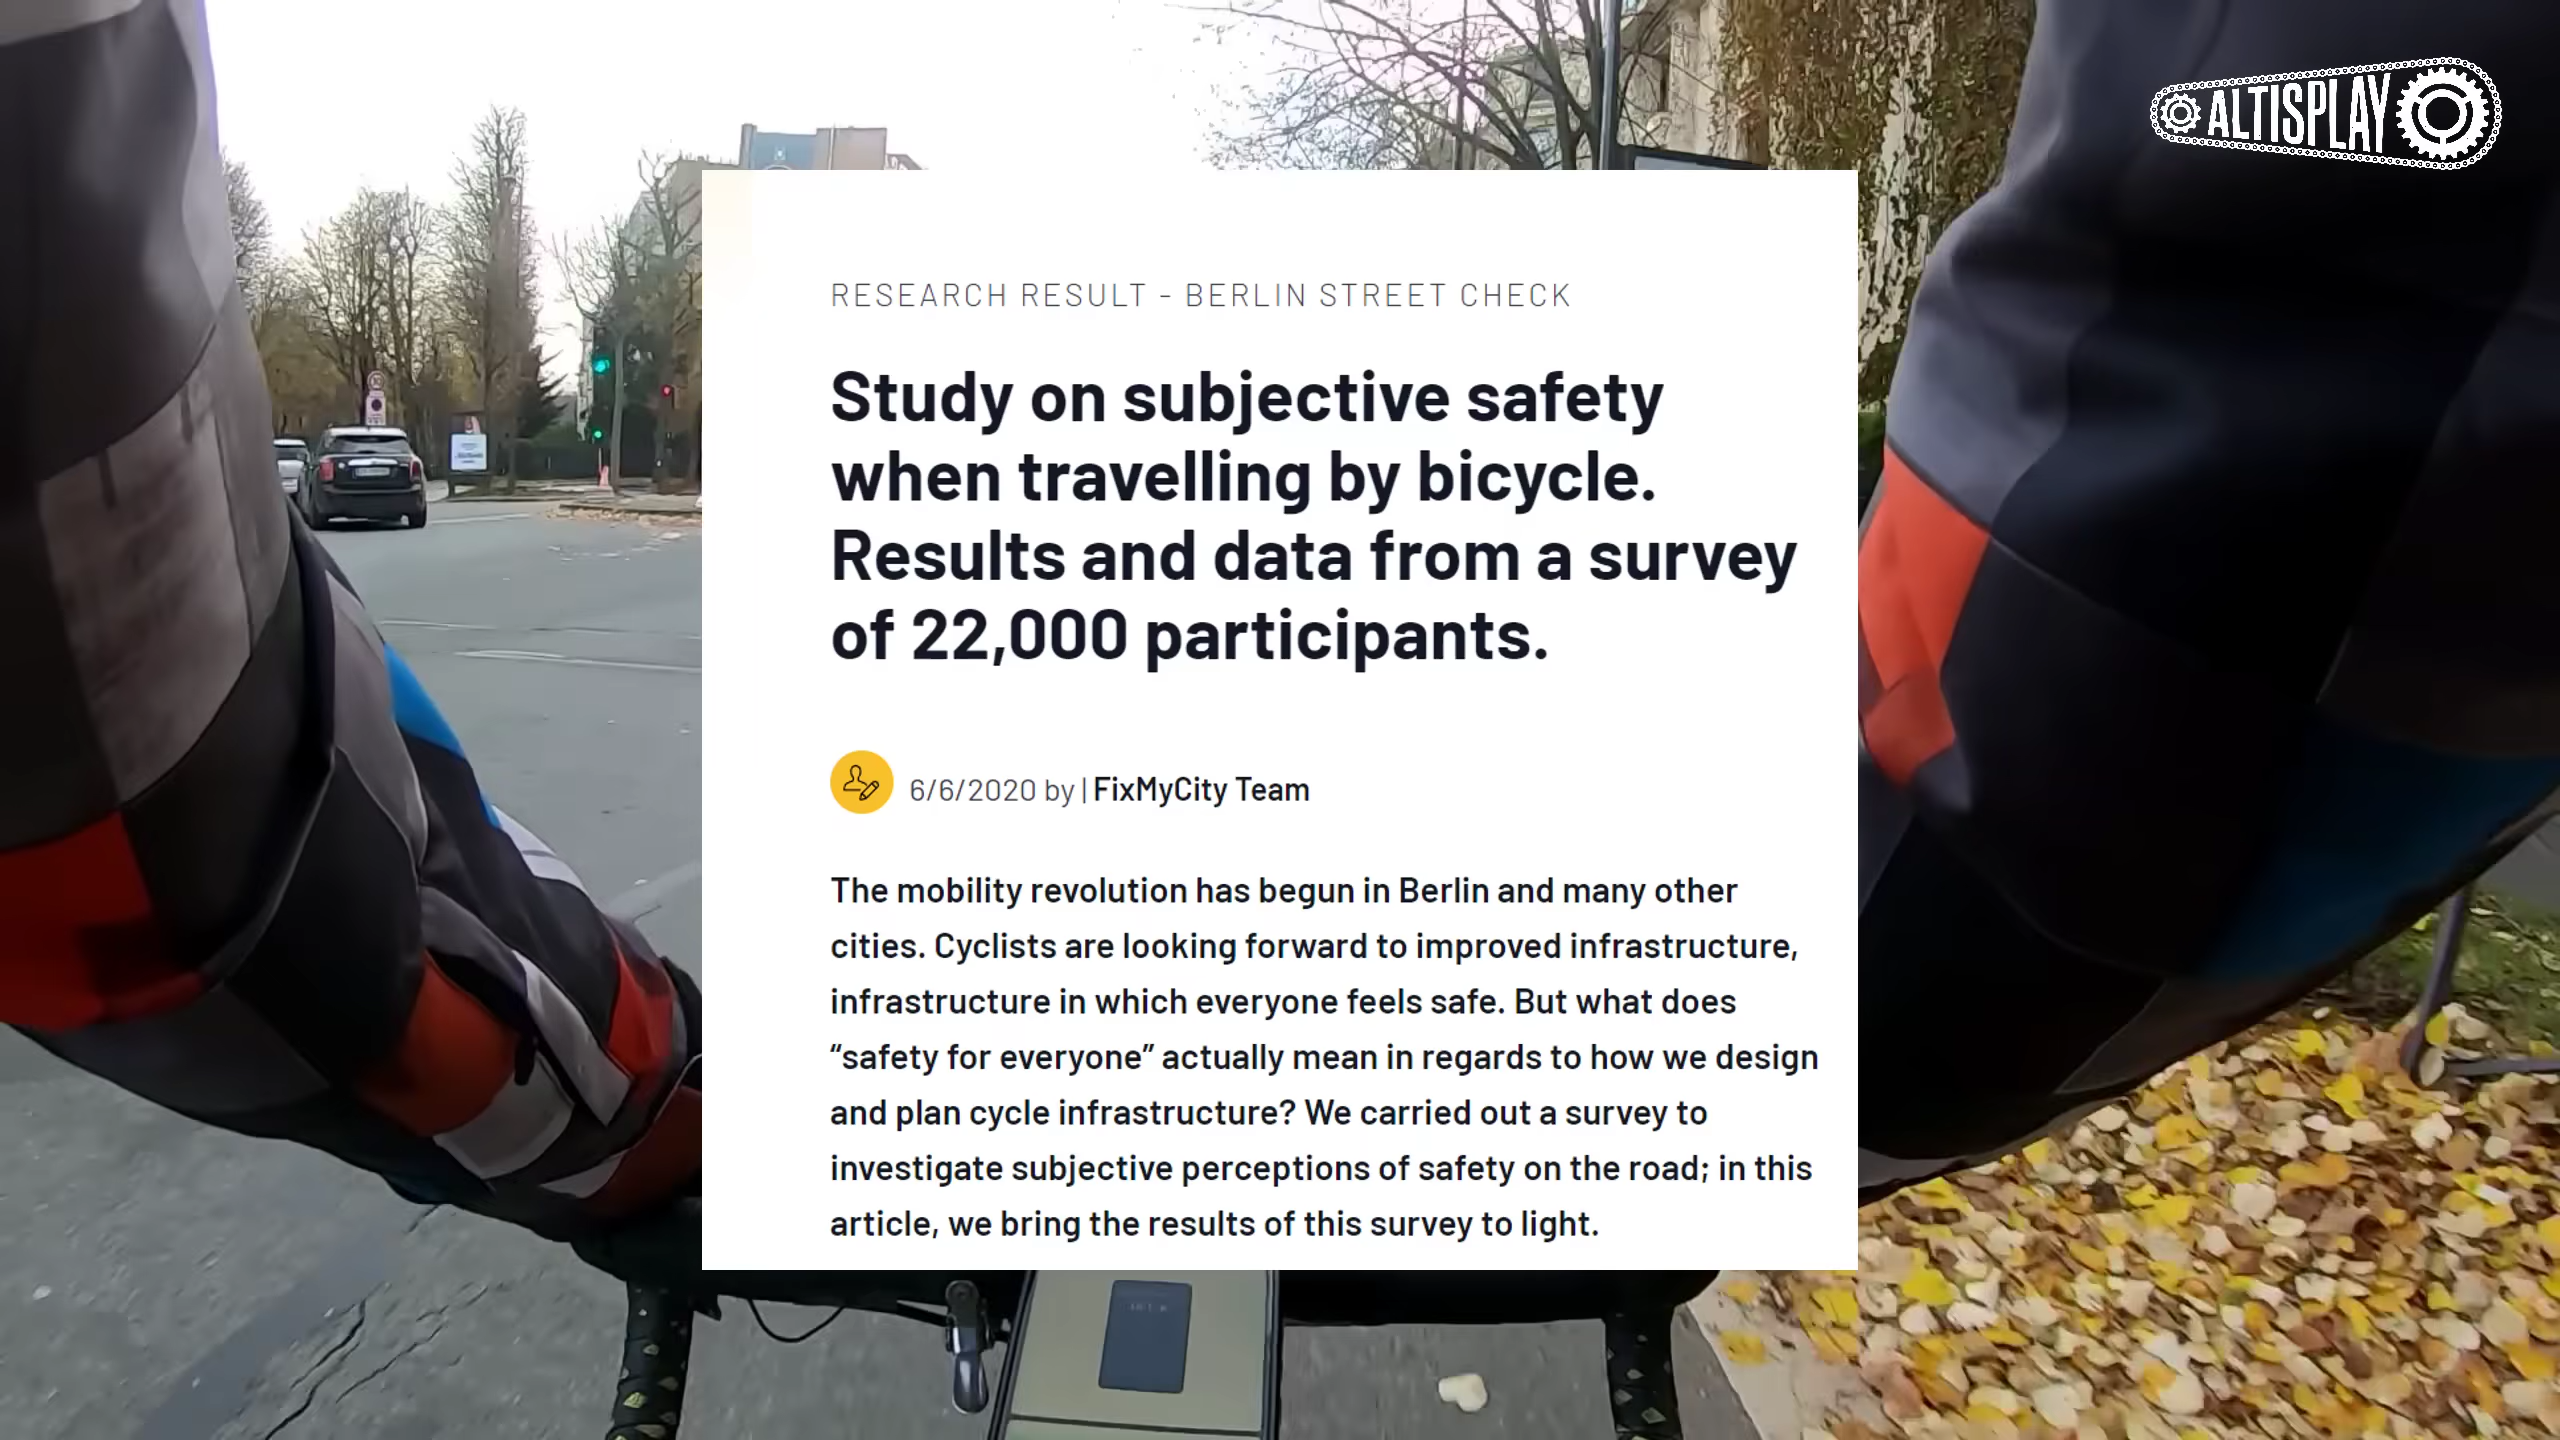 ALTISPLAY
RESEARCH RESULT - BERLIN STREET CHECK
Study on subjective safety
when travelling by bicycle.
Results and data from a survey
of 22,000 participants.
6/6/2020 by | FixMyCity Team
The mobility revolution has begun in Berlin and many other
cities. Cyclists are looking forward to improved infrastructure,
infrastructure in which everyone feels safe. But what does
“safety for everyone” actually mean in regards to how we design
and plan cycle infrastructure? We carried out a survey to
investigate subjective perceptions of safety on the road; in this
article, we bring the results of this survey to light.